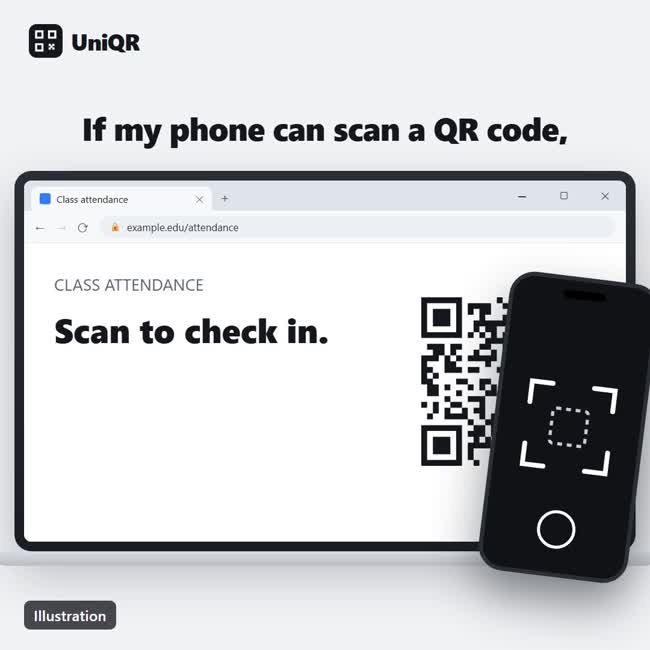 UniQR
If my phone can scan a QR code,
Class attendance
example.edu/attendance
CLASS ATTENDANCE
Scan to check in.
Illustration